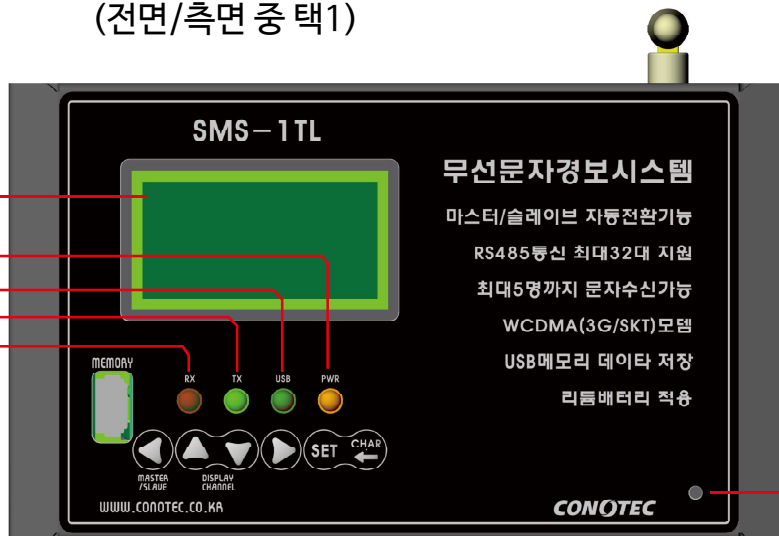 (전면/측면 중 택1)
SMS-1TL
무선문자경보시스템
마스터/슬레이브 자동전환기능
RS485통신 최대32대 지원
최대5명까지 문자수신가능
WCDMA(3G/SKT)모뎀
USB메모리 데이타 저장
리튬배터리 적용
MEMORY
RX TX USB PWR
SET CHAR
MASTER
/SLAVE
DISPLAY
CHANNEL
WWW.CONOTEC.CO.KR
CONOTEC